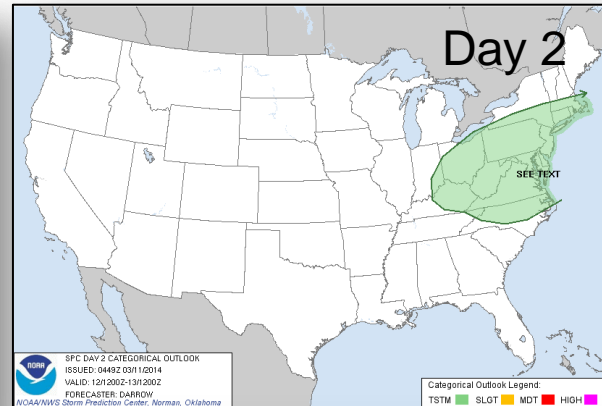 Day 2
SEE TEXT
NOAA
SPC DAY 2 CATEGORICAL OUTLOOK
ISSUED: 0449Z 03/11/2014
VALID: 12/1200Z-13/1200Z
FORECASTER: DARROW
NOAA/NWS Storm Prediction Center, Norman, Oklahoma
Categorical Outlook Legend:
TSTM SLGT MDT HIGH